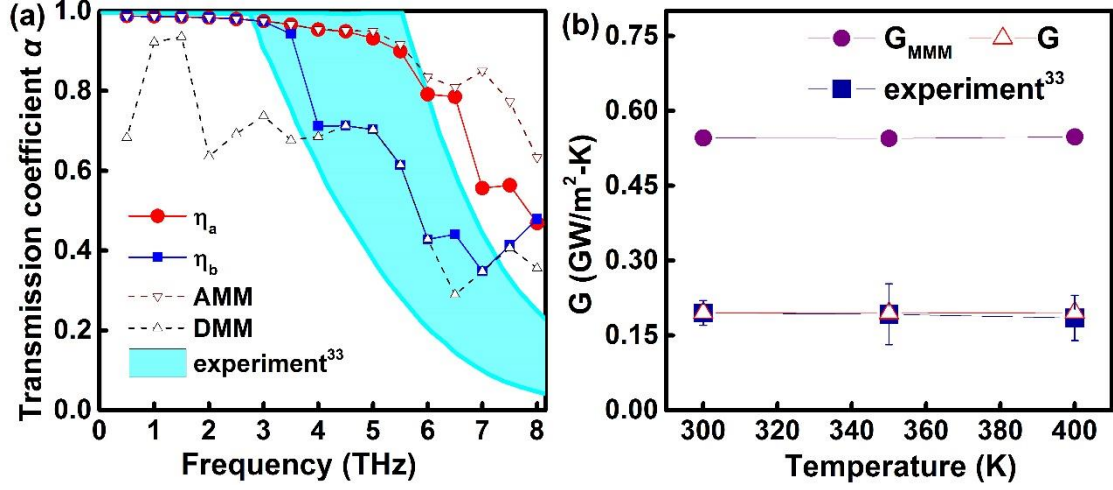 (a)
Transmission coefficient α
1.0
0.8
0.6
0.4
0.2
0.0
ηa
ηb
AMM
DMM
experiment33
0 1 2 3 4 5 6 7 8
Frequency (THz)
(b)
G (GW/m2-K)
0.75
0.60
0.45
0.30
0.15
0.00
GMMM G
experiment33
300 320 340 360 380 400
Temperature (K)